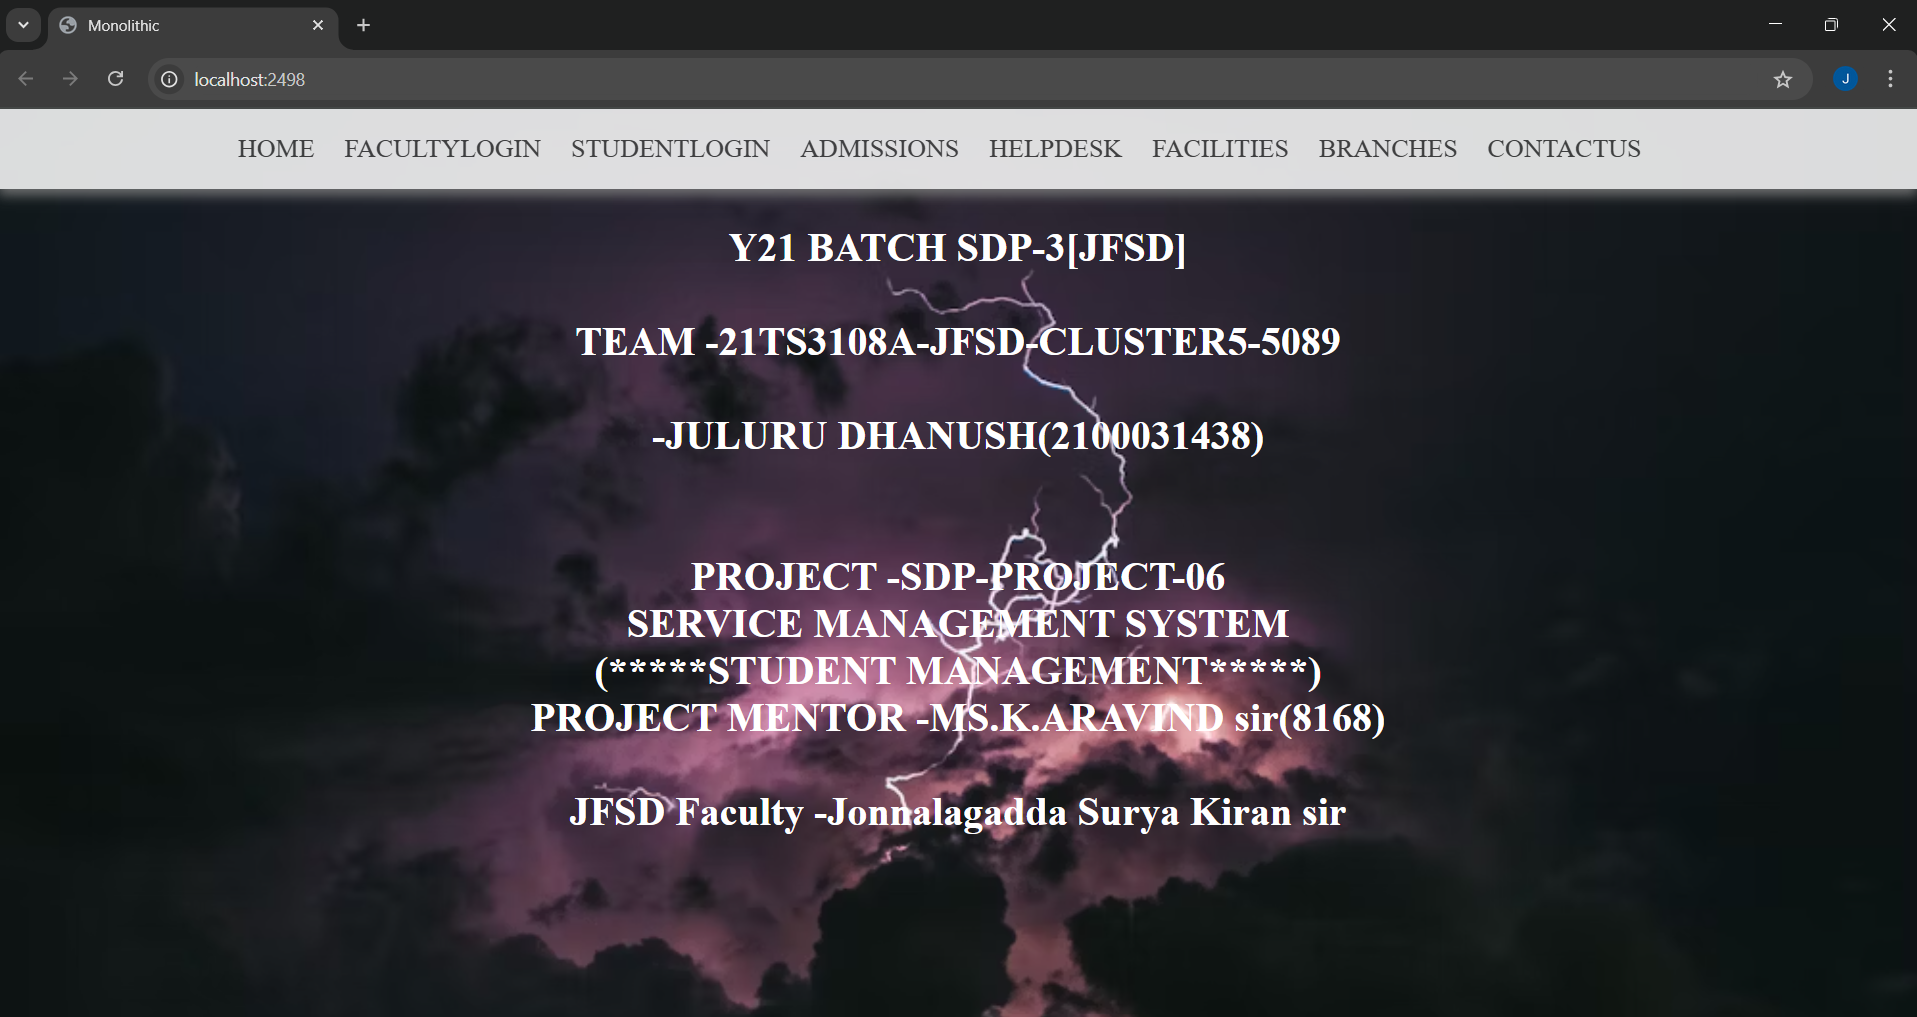 Monolithic
localhost:2498
J
HOME FACULTYLOGIN STUDENTLOGIN ADMISSIONS HELPDESK FACILITIES BRANCHES CONTACTUS
Y21 BATCH SDP-3[JFSD]
TEAM -21TS3108A-JFSD-CLUSTER5-5089
-JULURU DHANUSH(2100031438)
PROJECT -SDP-PROJECT-06
SERVICE MANAGEMENT SYSTEM
(*****STUDENT MANAGEMENT*****)
PROJECT MENTOR -MS.K.ARAVIND sir(8168)
JFSD Faculty -Jonnalagadda Surya Kiran sir